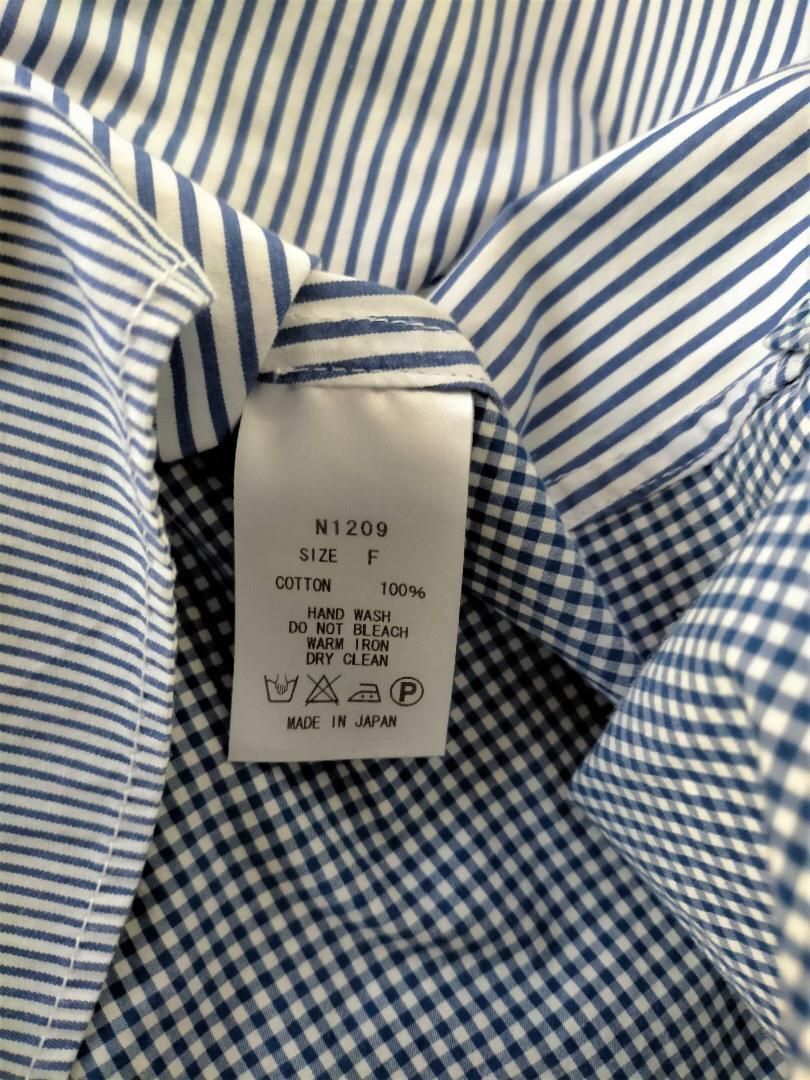 N1209
SIZE F
COTTON 100%
HAND WASH
DO NOT BLEACH
WARM IRON
DRY CLEAN
P
MADE IN JAPAN